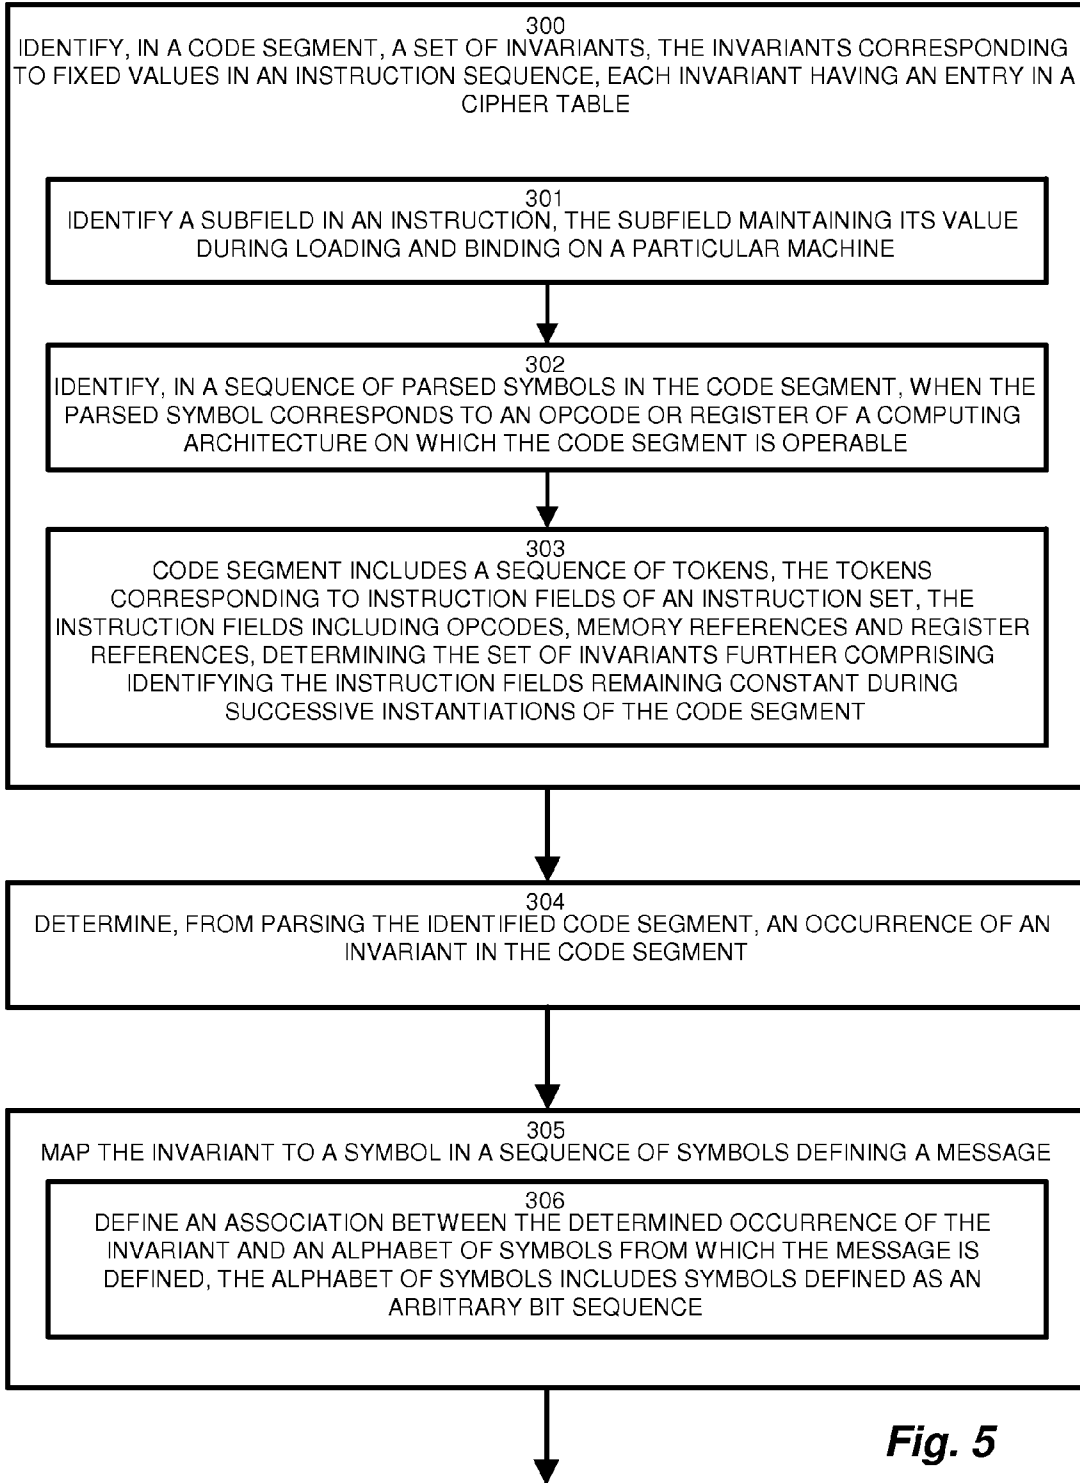 300
IDENTIFY, IN A CODE SEGMENT, A SET OF INVARIANTS, THE INVARIANTS CORRESPONDING
TO FIXED VALUES IN AN INSTRUCTION SEQUENCE, EACH INVARIANT HAVING AN ENTRY IN A
CIPHER TABLE
301
IDENTIFY A SUBFIELD IN AN INSTRUCTION, THE SUBFIELD MAINTAINING ITS VALUE
DURING LOADING AND BINDING ON A PARTICULAR MACHINE
302
IDENTIFY, IN A SEQUENCE OF PARSED SYMBOLS IN THE CODE SEGMENT, WHEN THE
PARSED SYMBOL CORRESPONDS TO AN OPCODE OR REGISTER OF A COMPUTING
ARCHITECTURE ON WHICH THE CODE SEGMENT IS OPERABLE
303
CODE SEGMENT INCLUDES A SEQUENCE OF TOKENS, THE TOKENS
CORRESPONDING TO INSTRUCTION FIELDS OF AN INSTRUCTION SET, THE
INSTRUCTION FIELDS INCLUDING OPCODES, MEMORY REFERENCES AND REGISTER
REFERENCES, DETERMINING THE SET OF INVARIANTS FURTHER COMPRISING
IDENTIFYING THE INSTRUCTION FIELDS REMAINING CONSTANT DURING
SUCCESSIVE INSTANTIATIONS OF THE CODE SEGMENT
304
DETERMINE, FROM PARSING THE IDENTIFIED CODE SEGMENT, AN OCCURRENCE OF AN
INVARIANT IN THE CODE SEGMENT
305
MAP THE INVARIANT TO A SYMBOL IN A SEQUENCE OF SYMBOLS DEFINING A MESSAGE
306
DEFINE AN ASSOCIATION BETWEEN THE DETERMINED OCCURRENCE OF THE
INVARIANT AND AN ALPHABET OF SYMBOLS FROM WHICH THE MESSAGE IS
DEFINED, THE ALPHABET OF SYMBOLS INCLUDES SYMBOLS DEFINED AS AN
ARBITRARY BIT SEQUENCE
Fig. 5